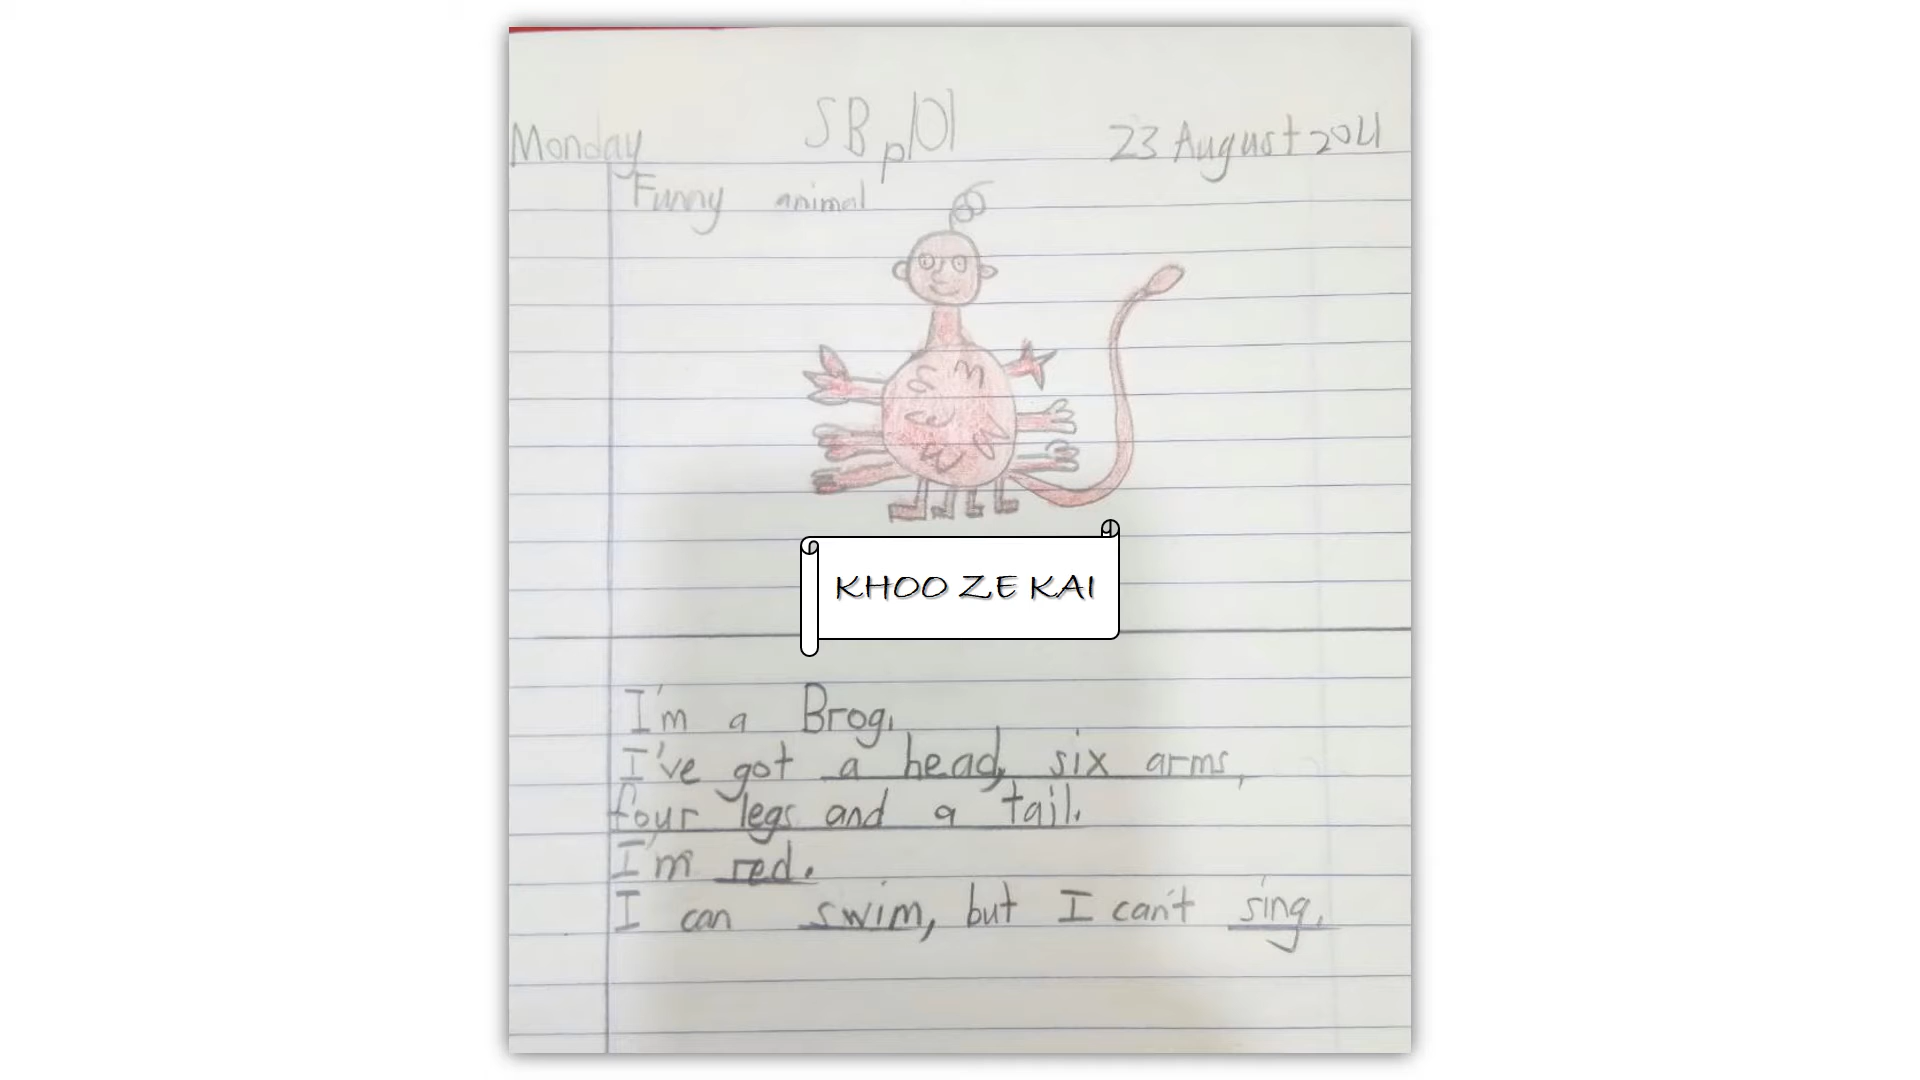 Monday SB p101 23 August 2021
Funny animal
KHOO ZE KAI
I'm a Brog.
I've got a head, six arms,
four legs and a tail.
I'm red.
I can swim, but I can't sing.